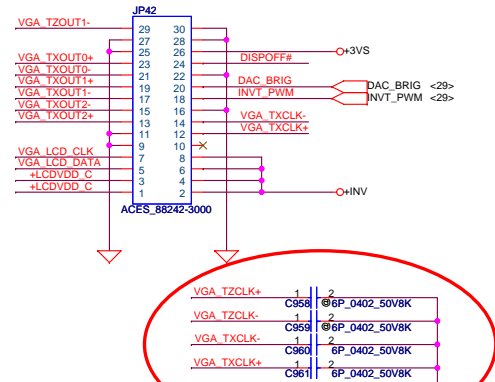 JP42
VGA_TZOUT1- 29 30
27 28
25 26 +3VS
VGA_TXOUT0+ 23 24 DISPOFF#
VGA_TXOUT0- 21 22
VGA_TXOUT1+ 19 20 DAC_BRIG DAC_BRIG <29>
VGA_TXOUT1- 17 18 INVT_PWM INVT_PWM <29>
VGA_TXOUT2- 15 16
VGA_TXOUT2+ 13 14 VGA_TXCLK-
11 12 VGA_TXCLK+
9 10
VGA_LCD_CLK 7 8
VGA_LCD_DATA 5 6
+LCDVDD_C 3 4
+LCDVDD_C 1 2 +INV
ACES_88242-3000
VGA_TZCLK+ 1 2
C958 @6P_0402_50V8K
VGA_TZCLK- 1 2
C959 @6P_0402_50V8K
VGA_TXCLK- 1 2
C960 6P_0402_50V8K
VGA_TXCLK+ 1 2
C961 6P_0402_50V8K